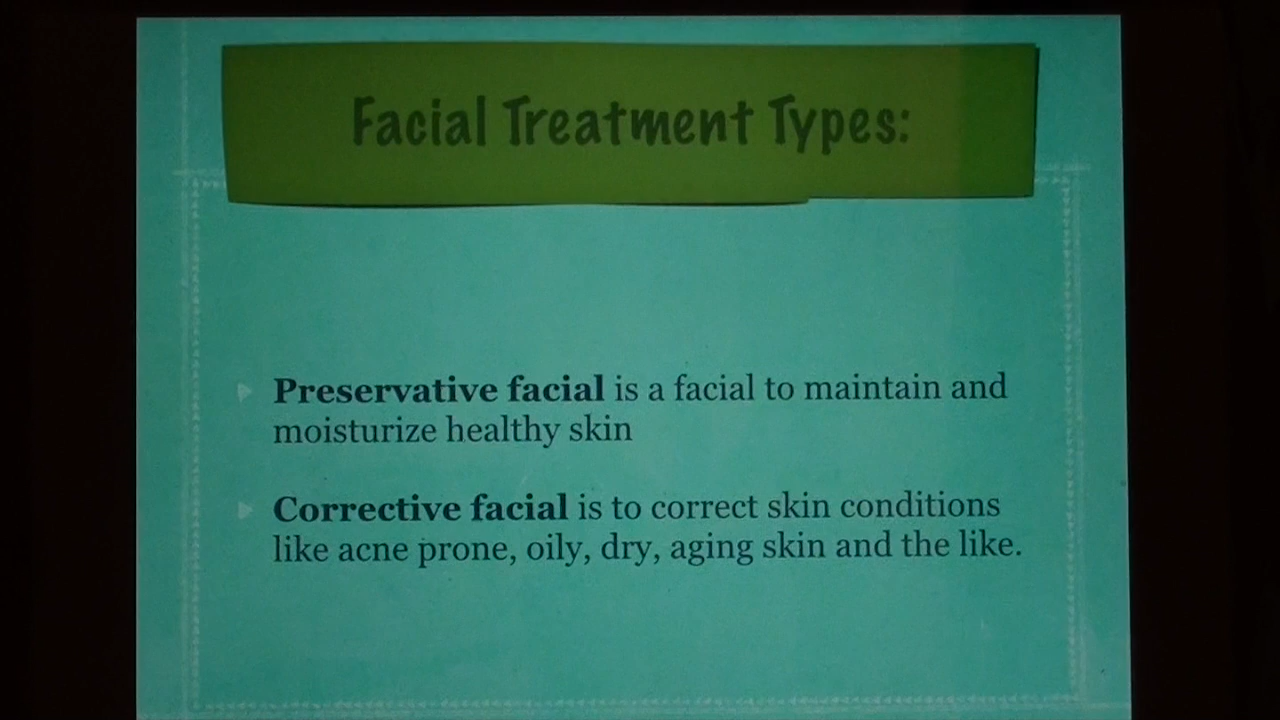 Facial Treatment Types:
Preservative facial is a facial to maintain and
moisturize healthy skin
Corrective facial is to correct skin conditions
like acne prone, oily, dry, aging skin and the like.